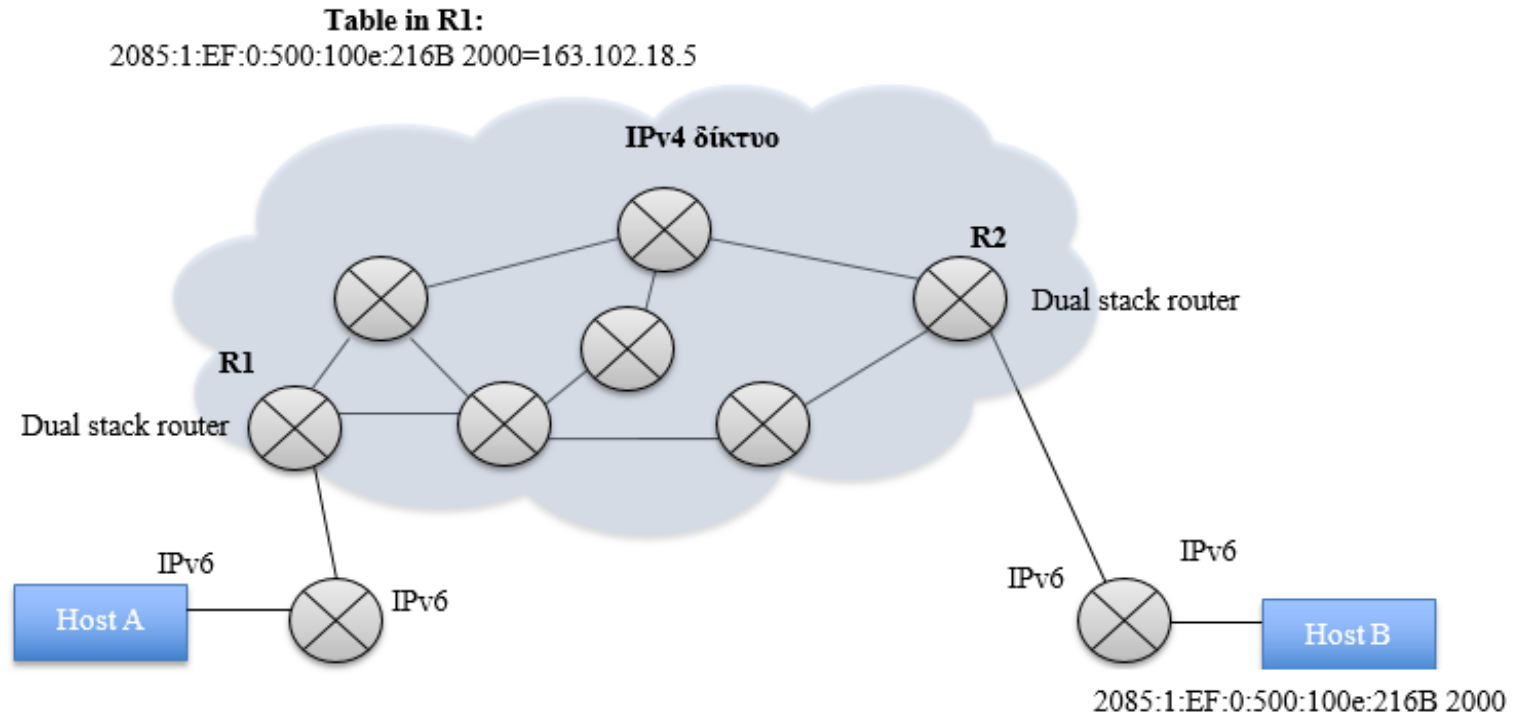 Table in R1:
2085:1:EF:0:500:100e:216B 2000=163.102.18.5
IPv4 δίκτυο
R2
Dual stack router
R1
Dual stack router
IPv6
IPv6
IPv6
IPv6
Host A
Host B
2085:1:EF:0:500:100e:216B 2000